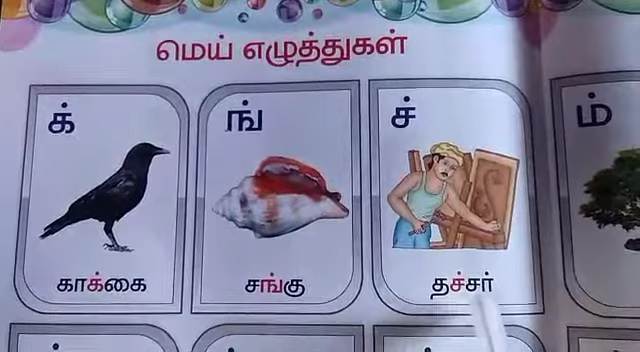 மெய் எழுத்துகள்
க் ங் ச் ம்
காக்கை சங்கு தச்சர்